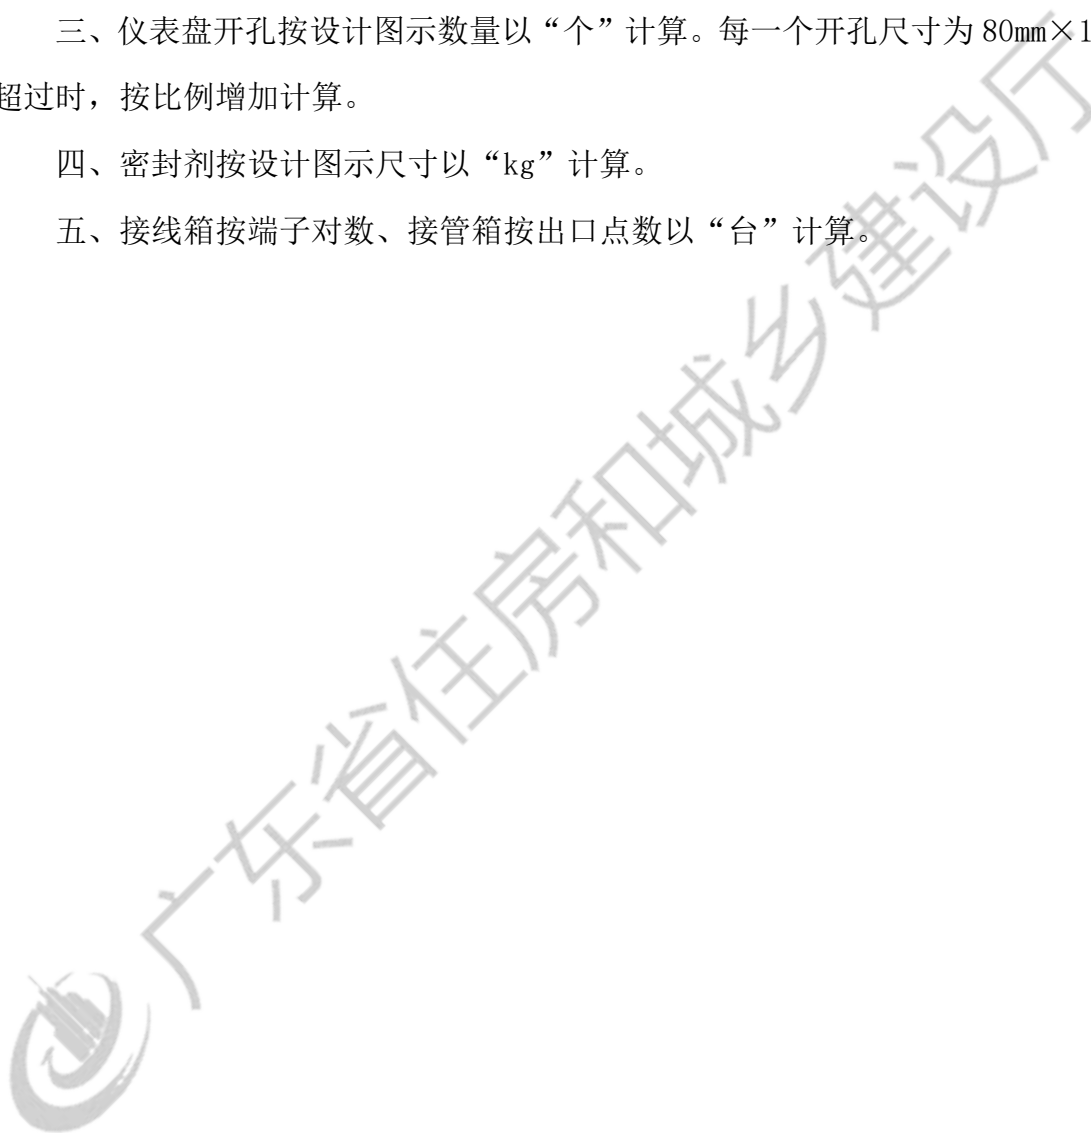 三、仪表盘开孔按设计图示数量以“个”计算。每一个开孔尺寸为 80mm×1
超过时，按比例增加计算。
四、密封剂按设计图示尺寸以“kg”计算。
五、接线箱按端子对数、接管箱按出口点数以“台”计算。
广东省住房和城乡建设厅